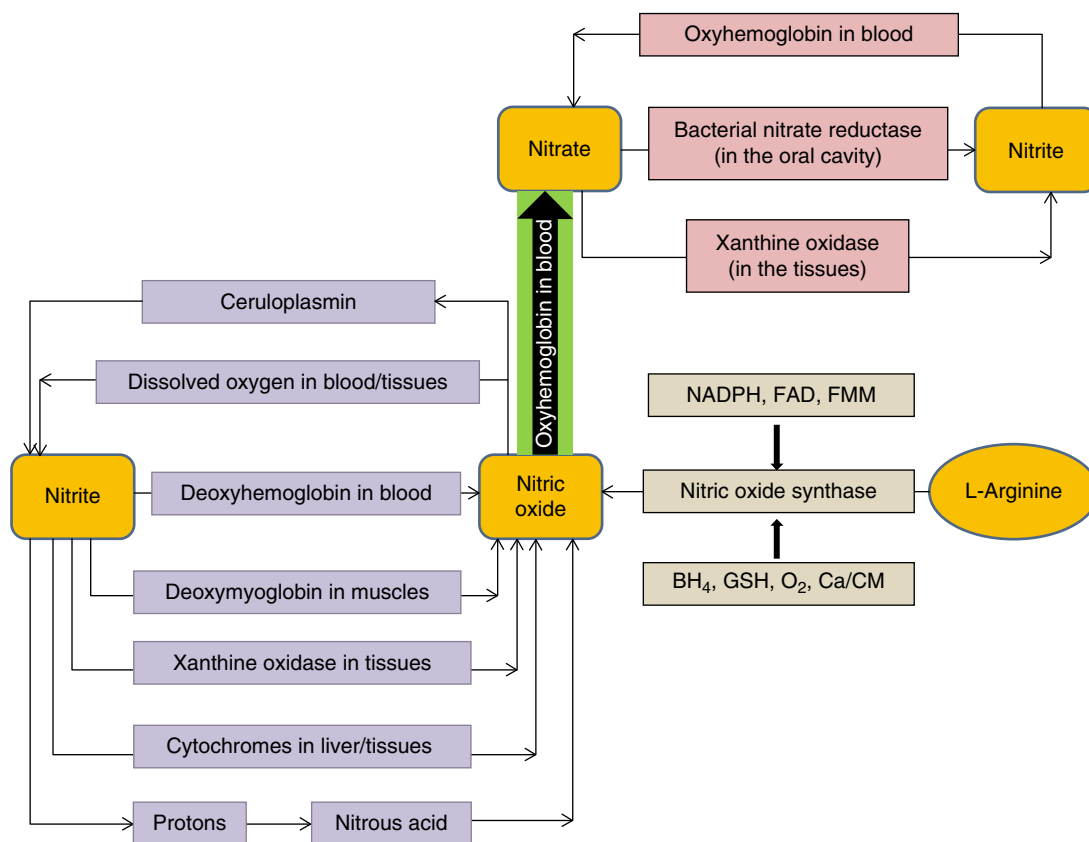 Oxyhemoglobin in blood
Nitrate
Bacterial nitrate reductase
(in the oral cavity)
Nitrite
Xanthine oxidase
(in the tissues)
Oxyhemoglobin in blood
Ceruloplasmin
Dissolved oxygen in blood/tissues
NADPH, FAD, FMM
Nitrite
Deoxyhemoglobin in blood
Nitric
oxide
Nitric oxide synthase
L-Arginine
Deoxymyoglobin in muscles
BH₄, GSH, O₂, Ca/CM
Xanthine oxidase in tissues
Cytochromes in liver/tissues
Protons
Nitrous acid